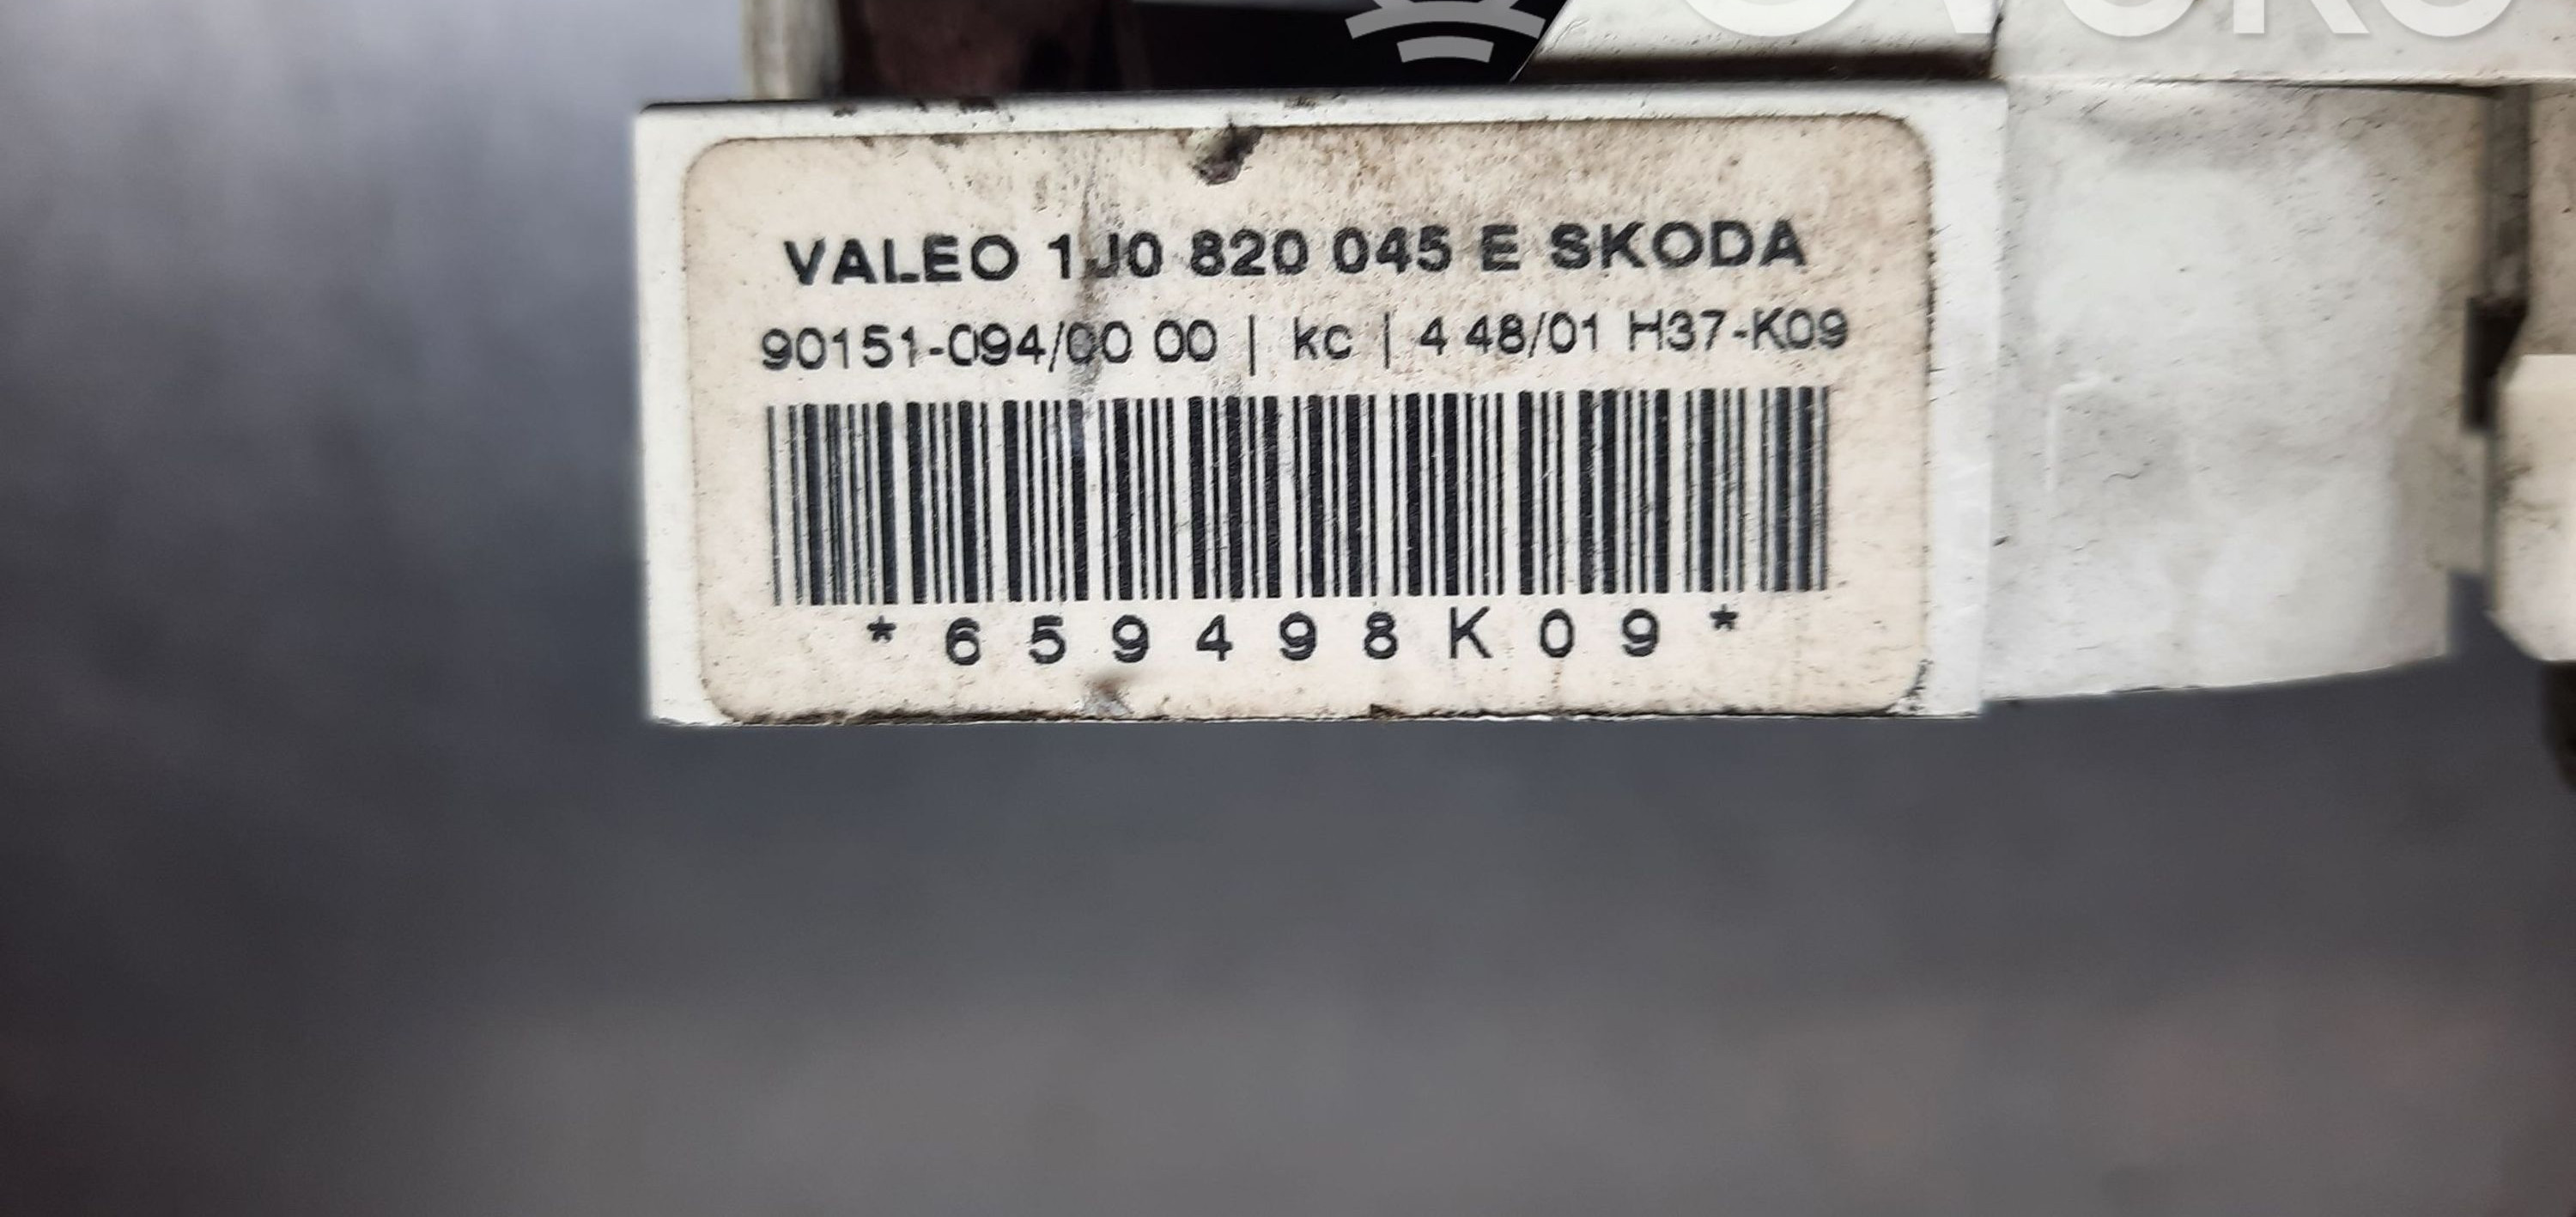 VALEO 1J0 820 045 E SKODA
90151-094/00 00 | kc | 4 48/01 H37-K09
*659498K09*